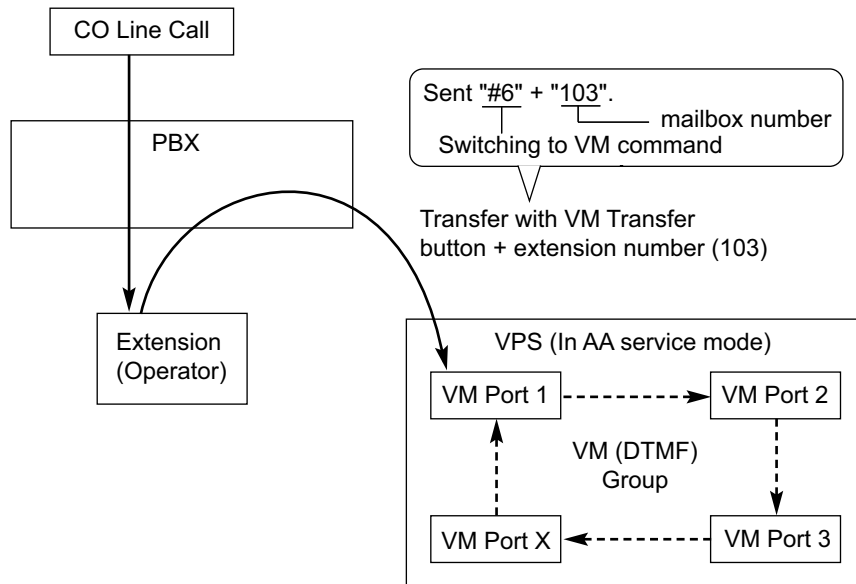 CO Line Call
PBX
Sent "#6" + "103".
mailbox number
Switching to VM command
Transfer with VM Transfer
button + extension number (103)
Extension
(Operator)
VPS (In AA service mode)
VM Port 1
VM Port 2
VM (DTMF)
Group
VM Port X
VM Port 3